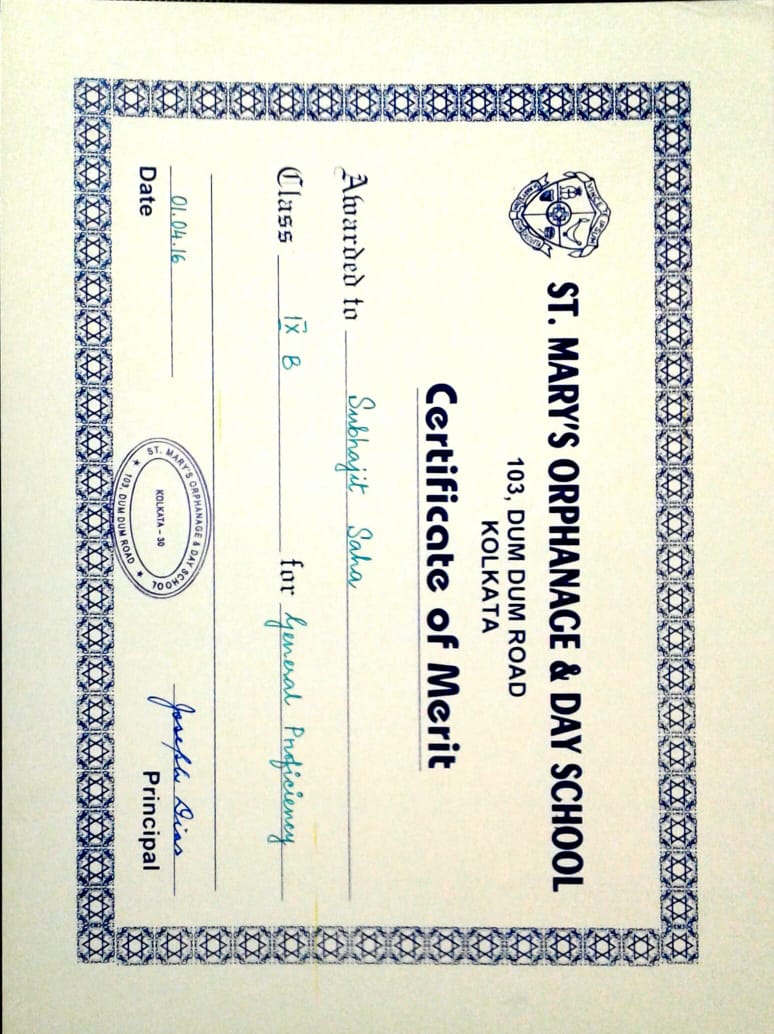 VINCE TE IPSUM
ST. MARY'S ORPHANAGE & DAY SCHOOL
103, DUM DUM ROAD
KOLKATA
Certificate of Merit
Awarded to Subhajit Saha
Class IX B for General Proficiency
01.04.16
Date
ST. MARY'S ORPHANAGE & DAY SCHOOL
KOLKATA - 30
★ 103, DUM DUM ROAD ★
Joseph Dias
Principal